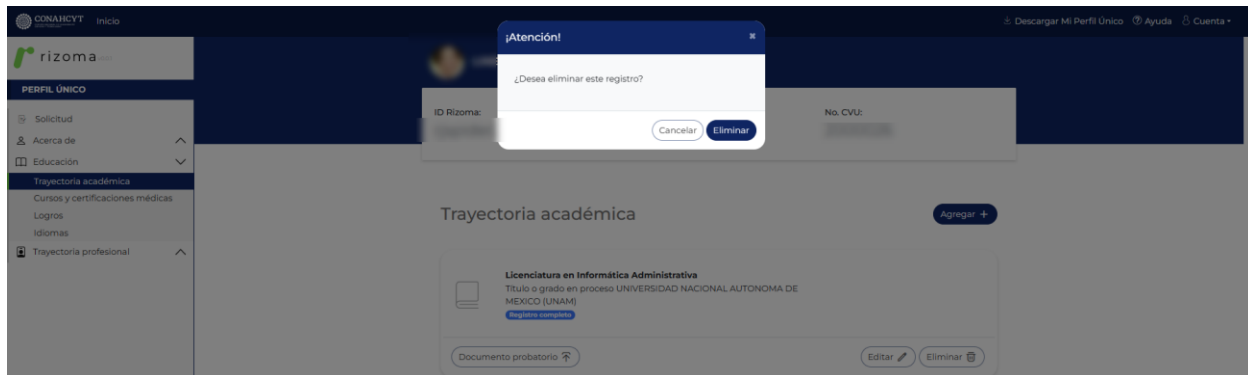 CONAHCYT Inicio
Descargar Mi Perfil Único Ayuda Cuenta
rizoma
PERFIL ÚNICO
Solicitud
Acerca de
Educación
Trayectoria académica
Cursos y certificaciones médicas
Logros
Idiomas
Trayectoria profesional
¡Atención!
¿Desea eliminar este registro?
Cancelar Eliminar
ID Rizoma:
No. CVU:
Trayectoria académica
Agregar +
Licenciatura en Informática Administrativa
Titulo o grado en proceso UNIVERSIDAD NACIONAL AUTONOMA DE
MEXICO (UNAM)
Registro completo
Documento probatorio
Editar Eliminar